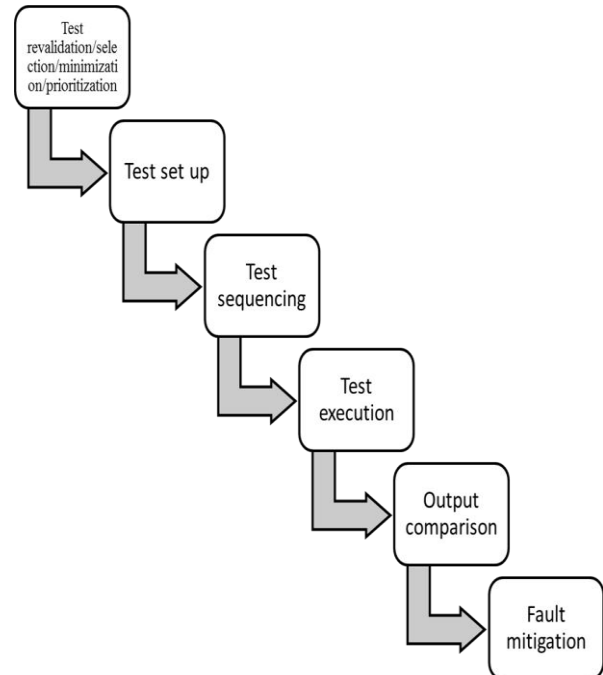 Test
revalidation/sele
ction/minimizati
on/prioritization
Test set up
Test
sequencing
Test
execution
Output
comparison
Fault
mitigation